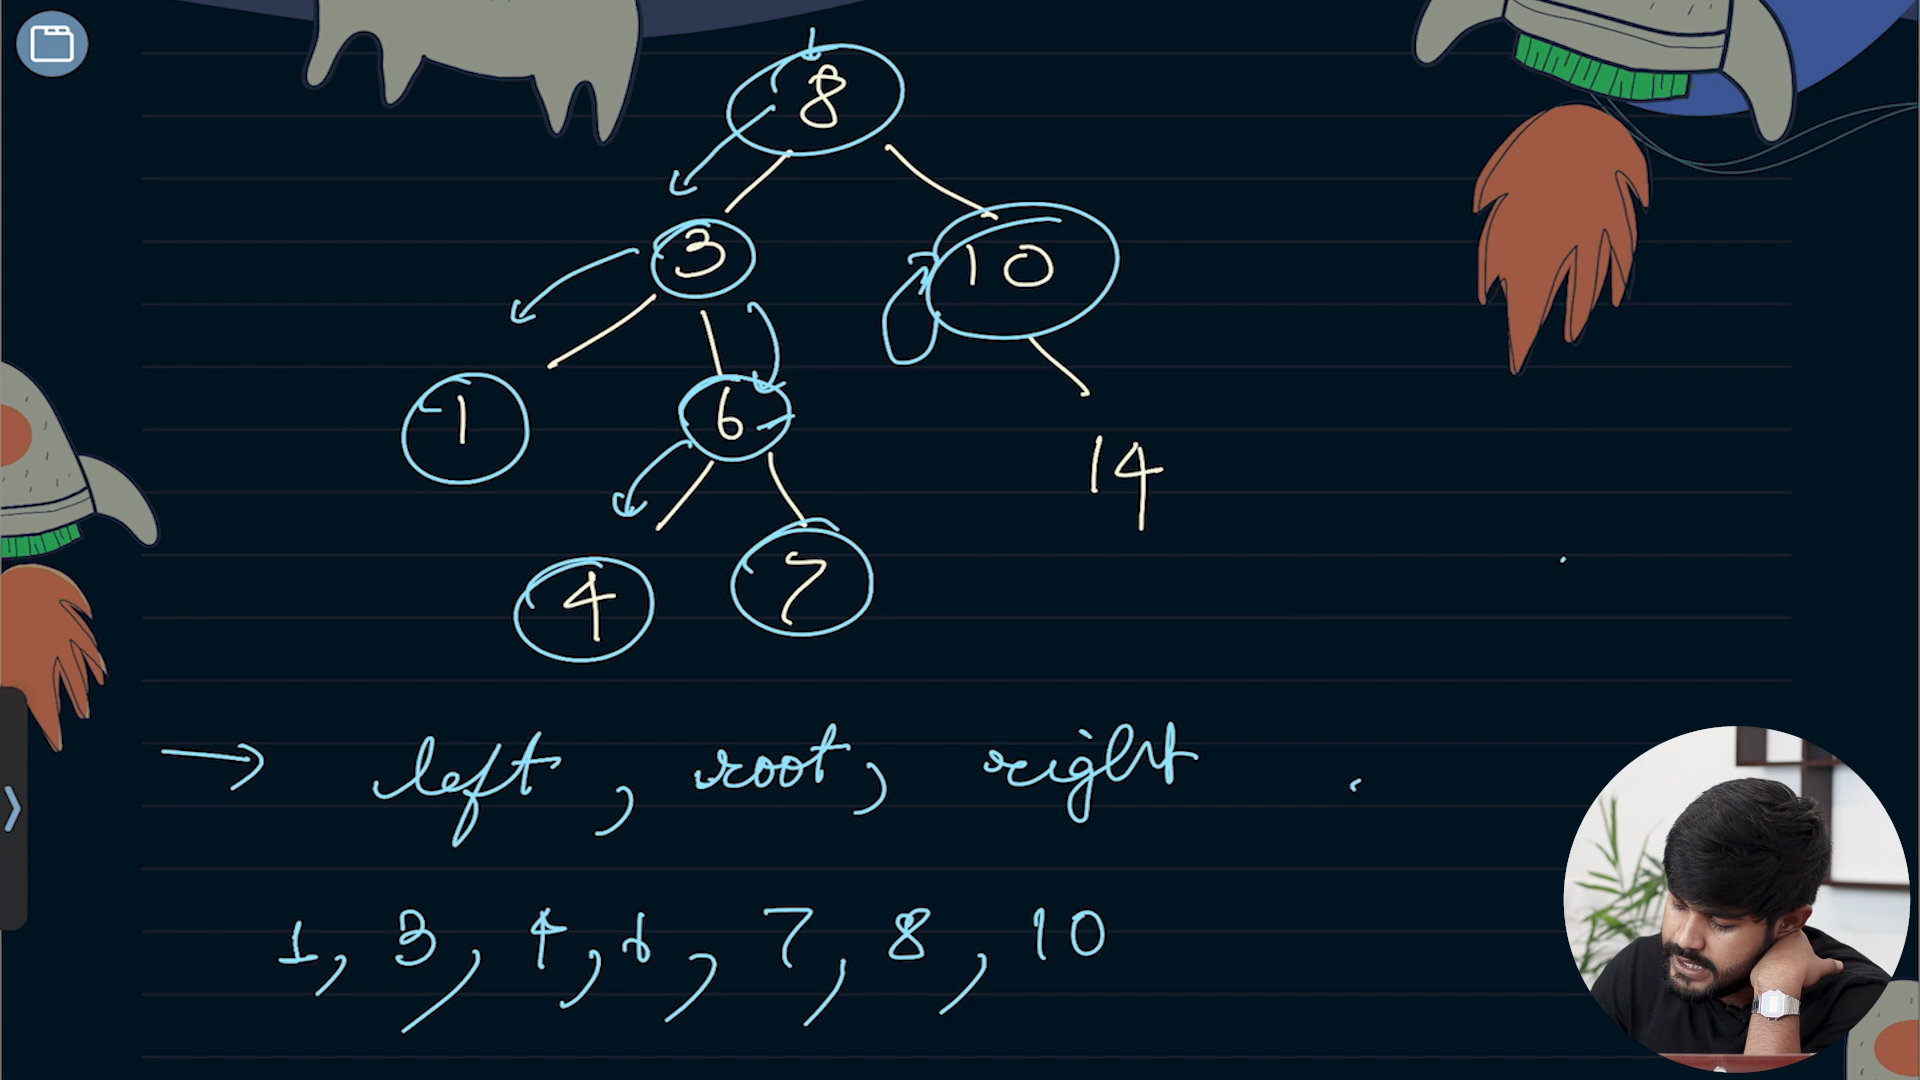 8
3 10
1 6 14
4 7
→ left, root, right
1, 3, 4, 6, 7, 8, 10